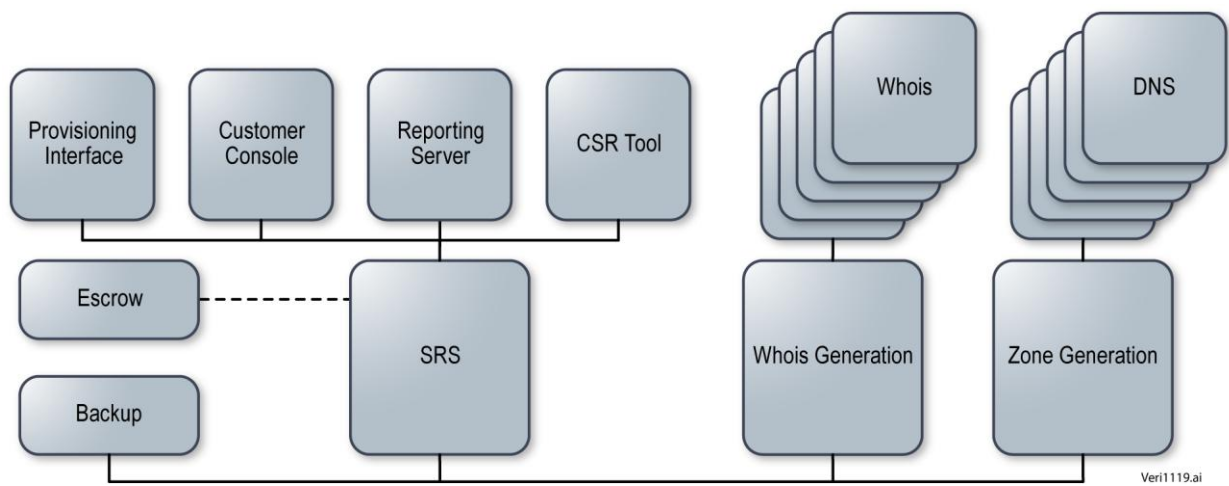 Provisioning
Interface
Customer
Console
Reporting
Server
CSR Tool
Whois
DNS
Escrow
SRS
Whois Generation
Zone Generation
Backup
Veri1119.ai